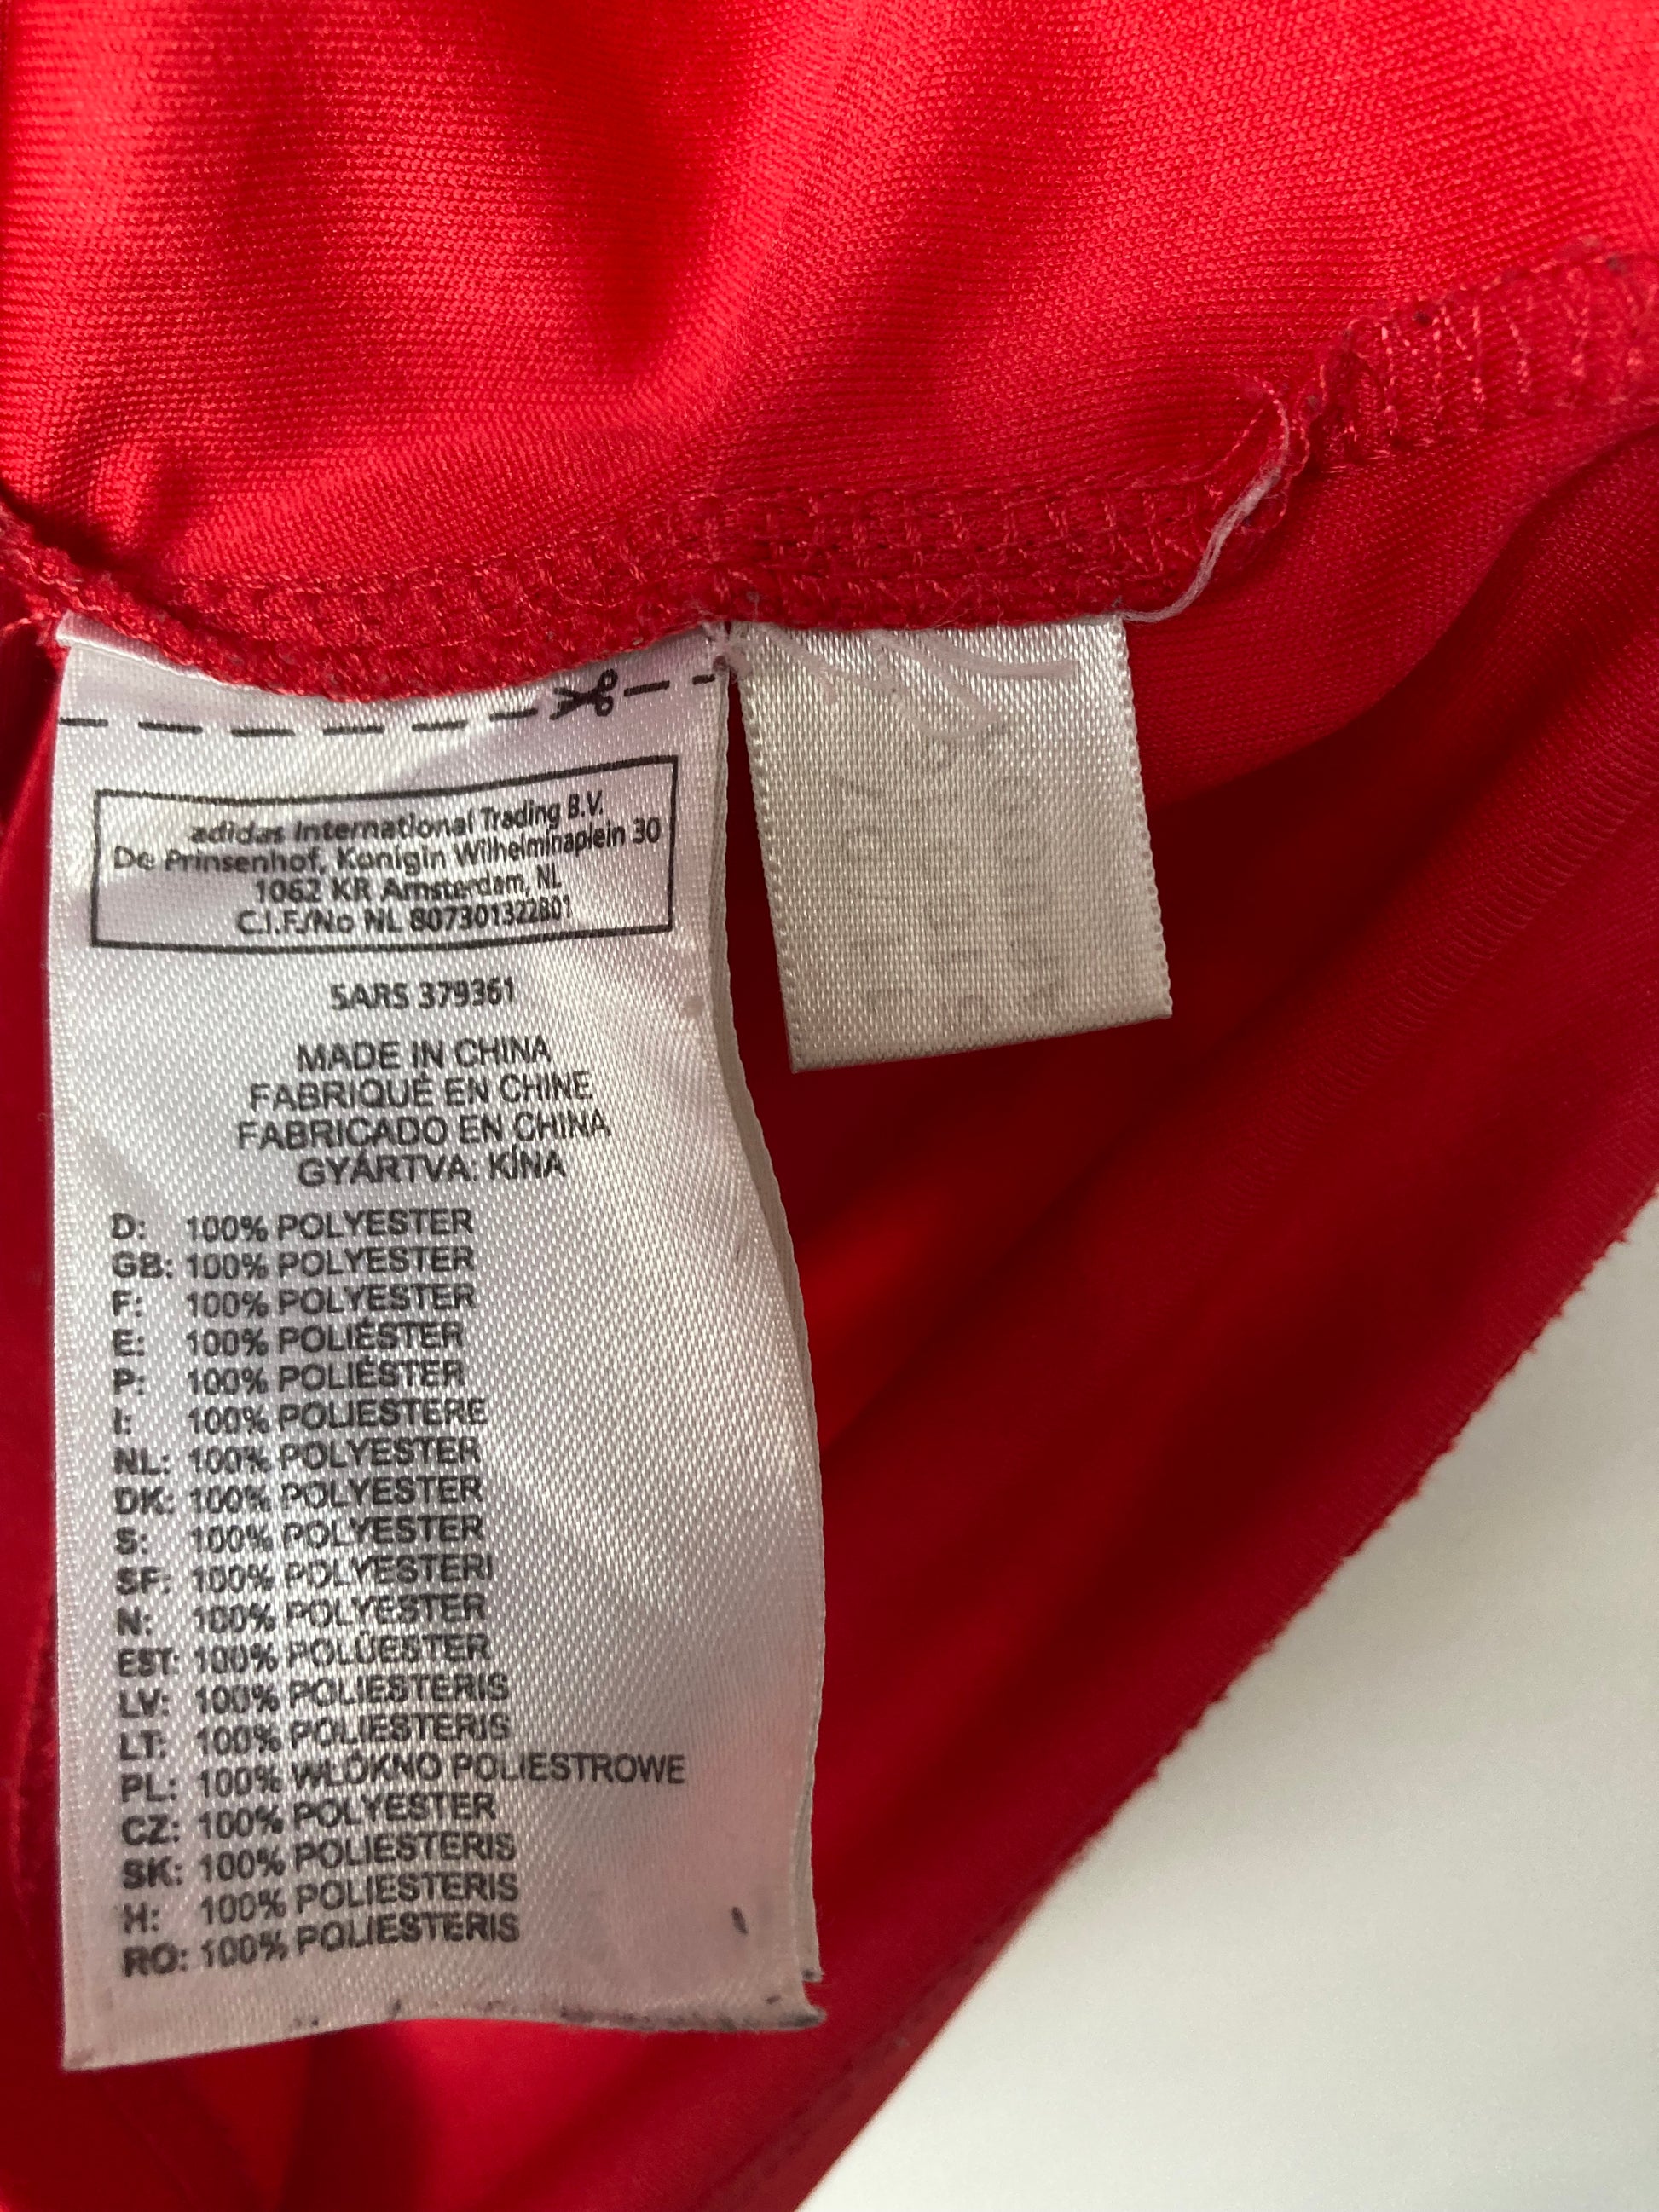 adidas International Trading B.V.
De Prinsenhof, Konigin Wilhelminaplein 30
1062 KR Amsterdam, NL
C.I.F./No NL 807301322B01
SARS 379361
MADE IN CHINA
FABRIQUÉ EN CHINE
FABRICADO EN CHINA
GYÁRTVA: KÍNA
D: 100% POLYESTER
GB: 100% POLYESTER
F: 100% POLYESTER
E: 100% POLIÉSTER
P: 100% POLIÉSTER
I: 100% POLIESTERE
NL: 100% POLYESTER
DK: 100% POLYESTER
S: 100% POLYESTER
SF: 100% POLYESTERI
N: 100% POLYESTER
EST: 100% POLÜESTER
LV: 100% POLIESTERIS
LT: 100% POLIESTERIS
PL: 100% WŁÓKNO POLIESTROWE
CZ: 100% POLYESTER
SK: 100% POLIESTERIS
H: 100% POLIESTERIS
RO: 100% POLIESTERIS